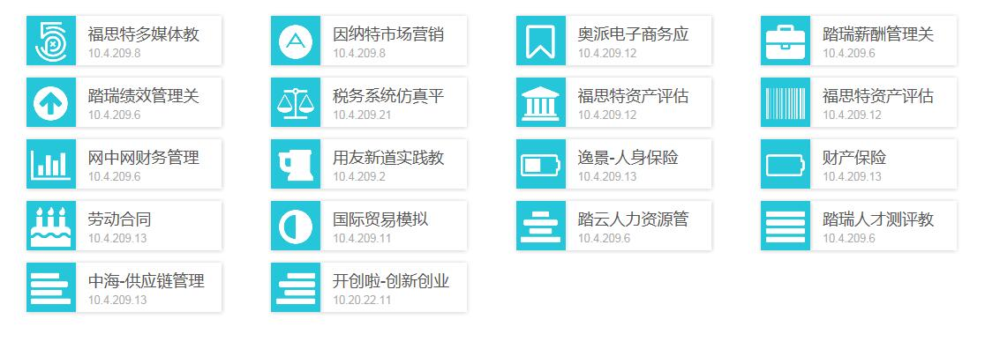 福思特多媒体教
10.4.209.8
因纳特市场营销
10.4.209.8
奥派电子商务应
10.4.209.12
踏瑞薪酬管理关
10.4.209.6
踏瑞绩效管理关
10.4.209.6
税务系统仿真平
10.4.209.21
福思特资产评估
10.4.209.12
福思特资产评估
10.4.209.12
网中网财务管理
10.4.209.6
用友新道实践教
10.4.209.2
逸景-人身保险
10.4.209.13
财产保险
10.4.209.13
劳动合同
10.4.209.13
国际贸易模拟
10.4.209.11
踏云人力资源管
10.4.209.6
踏瑞人才测评教
10.4.209.6
中海-供应链管理
10.4.209.13
开创啦-创新创业
10.20.22.11